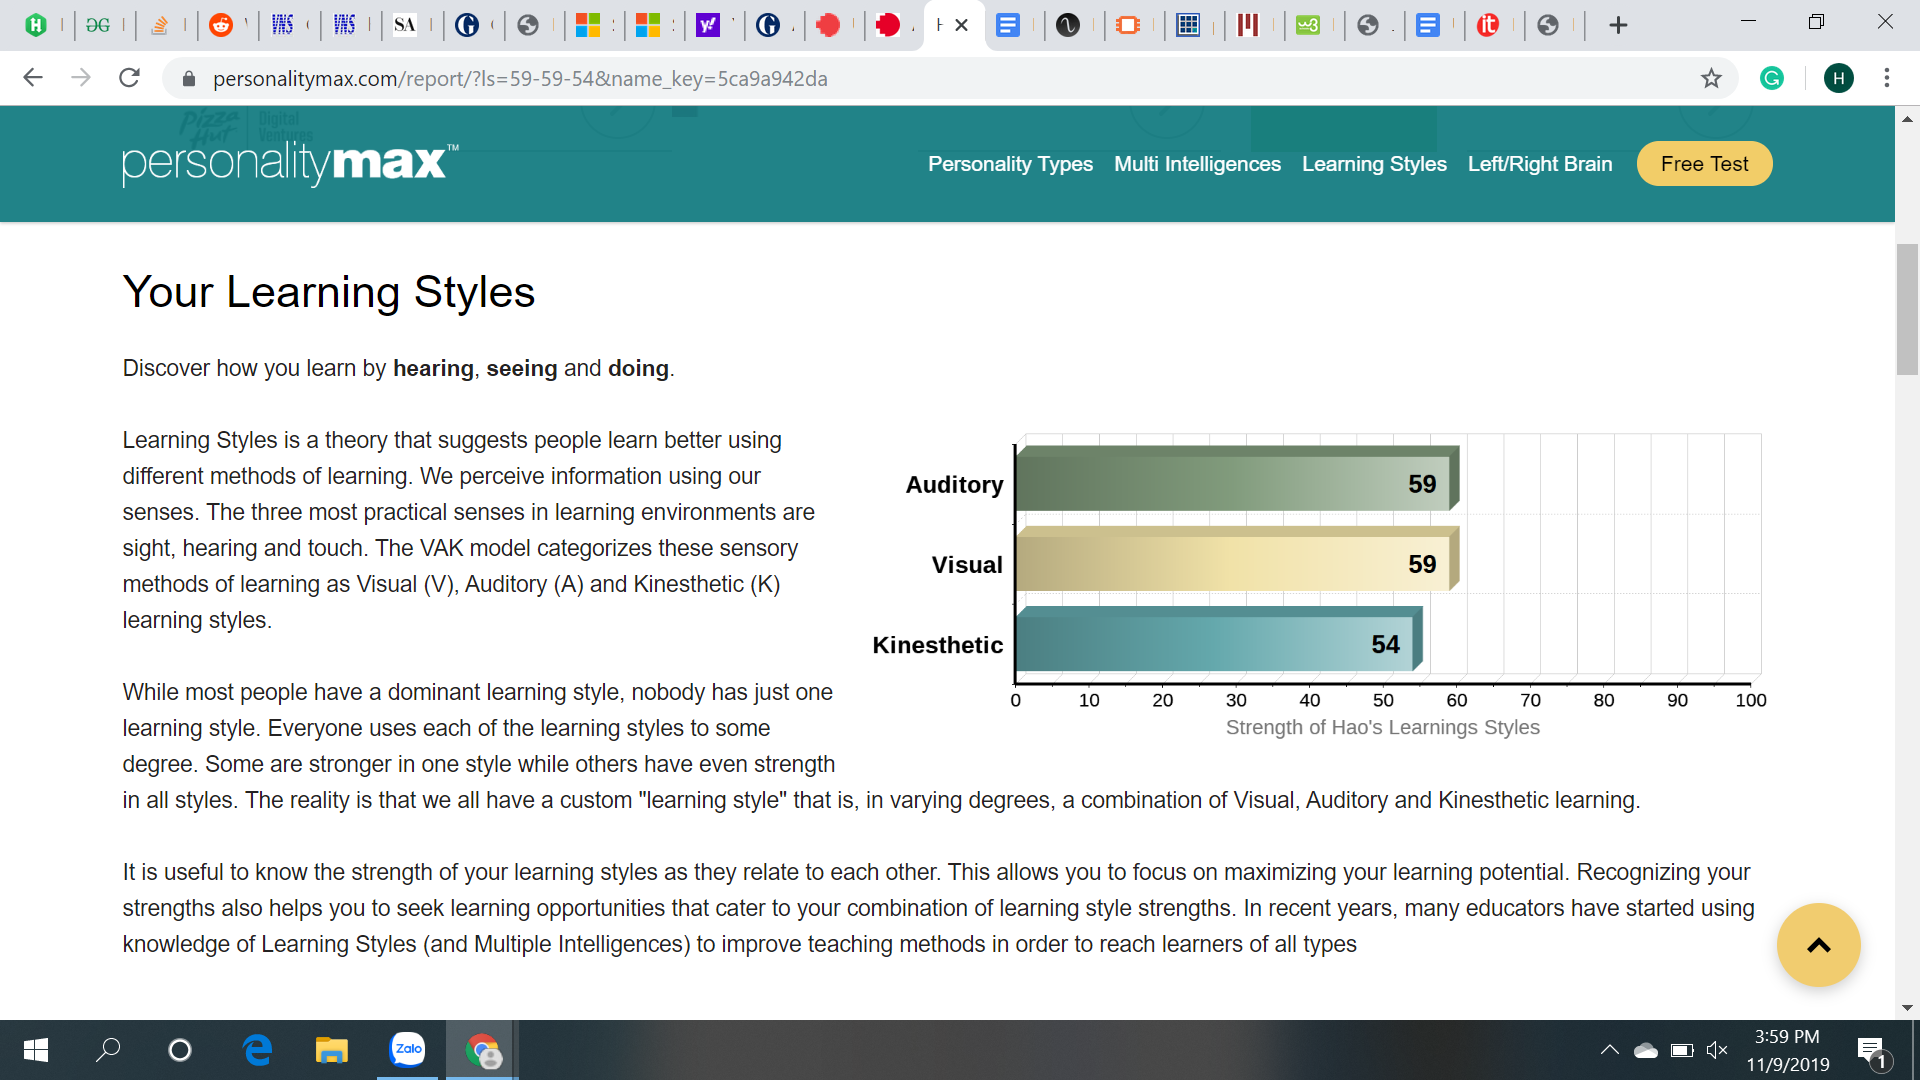 personalitymax.com/report/?ls=59-59-54&name_key=5ca9a942da
H
Pizza Hut Digital Ventures
personalitymax™
Personality Types Multi Intelligences Learning Styles Left/Right Brain Free Test
Your Learning Styles
Discover how you learn by hearing, seeing and doing.
Learning Styles is a theory that suggests people learn better using
different methods of learning. We perceive information using our
senses. The three most practical senses in learning environments are
sight, hearing and touch. The VAK model categorizes these sensory
methods of learning as Visual (V), Auditory (A) and Kinesthetic (K)
learning styles.
Auditory 59
Visual 59
Kinesthetic 54
0 10 20 30 40 50 60 70 80 90 100
Strength of Hao's Learnings Styles
While most people have a dominant learning style, nobody has just one
learning style. Everyone uses each of the learning styles to some
degree. Some are stronger in one style while others have even strength
in all styles. The reality is that we all have a custom "learning style" that is, in varying degrees, a combination of Visual, Auditory and Kinesthetic learning.
It is useful to know the strength of your learning styles as they relate to each other. This allows you to focus on maximizing your learning potential. Recognizing your
strengths also helps you to seek learning opportunities that cater to your combination of learning style strengths. In recent years, many educators have started using
knowledge of Learning Styles (and Multiple Intelligences) to improve teaching methods in order to reach learners of all types
Zalo
3:59 PM
11/9/2019
1